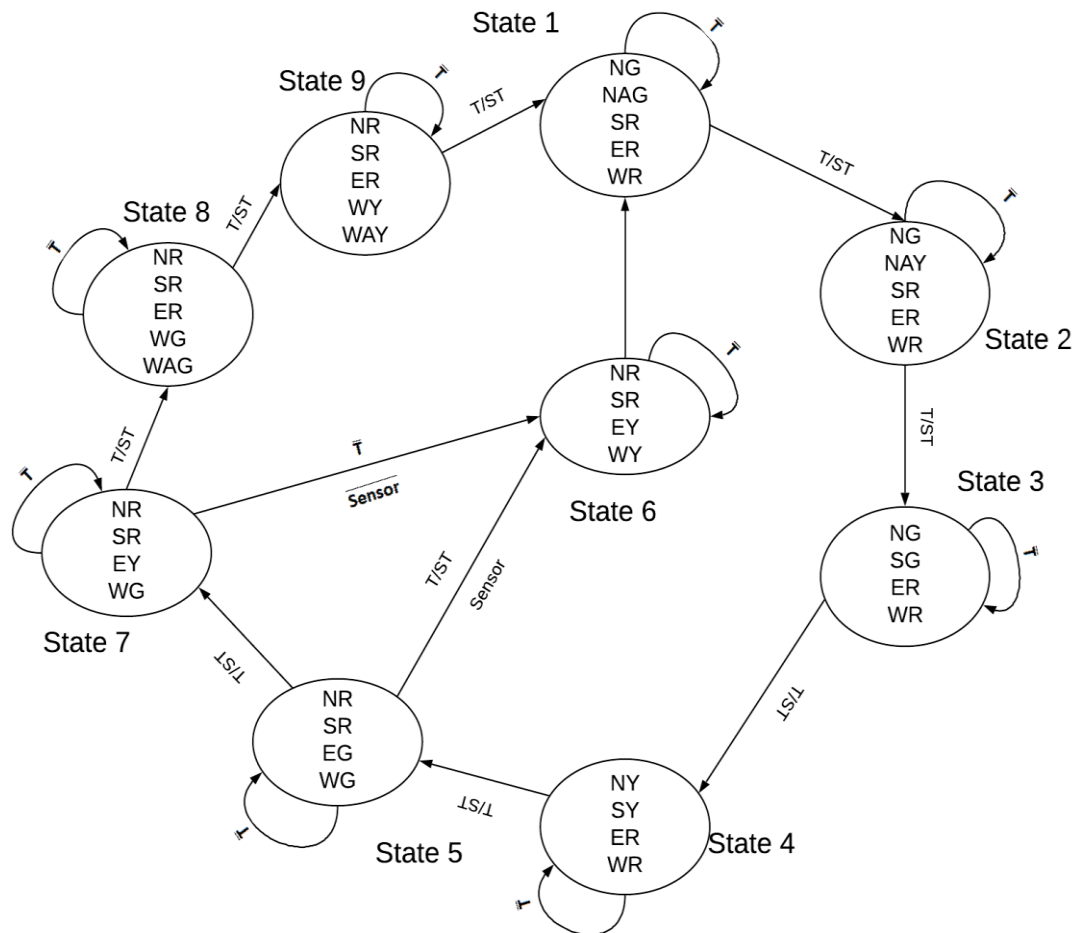 State 1
T̅
NG
NAG
SR
ER
WR
T/ST
State 9
T̅
NR
SR
ER
WY
WAY
T/ST
State 8
T̅
NR
SR
ER
WG
WAG
T/ST
T̅
NG
NAY
SR
ER
WR
State 2
T/ST
T̅
NR
SR
EY
WY
State 6
T/ST
T̅
NR
SR
EY
WG
State 7
T̅
Sensor
T/ST
Sensor
State 3
T̅
NG
SG
ER
WR
T/ST
T/ST
NR
SR
EG
WG
T̅
State 5
T/ST
NY
SY
ER
WR
State 4
T̅